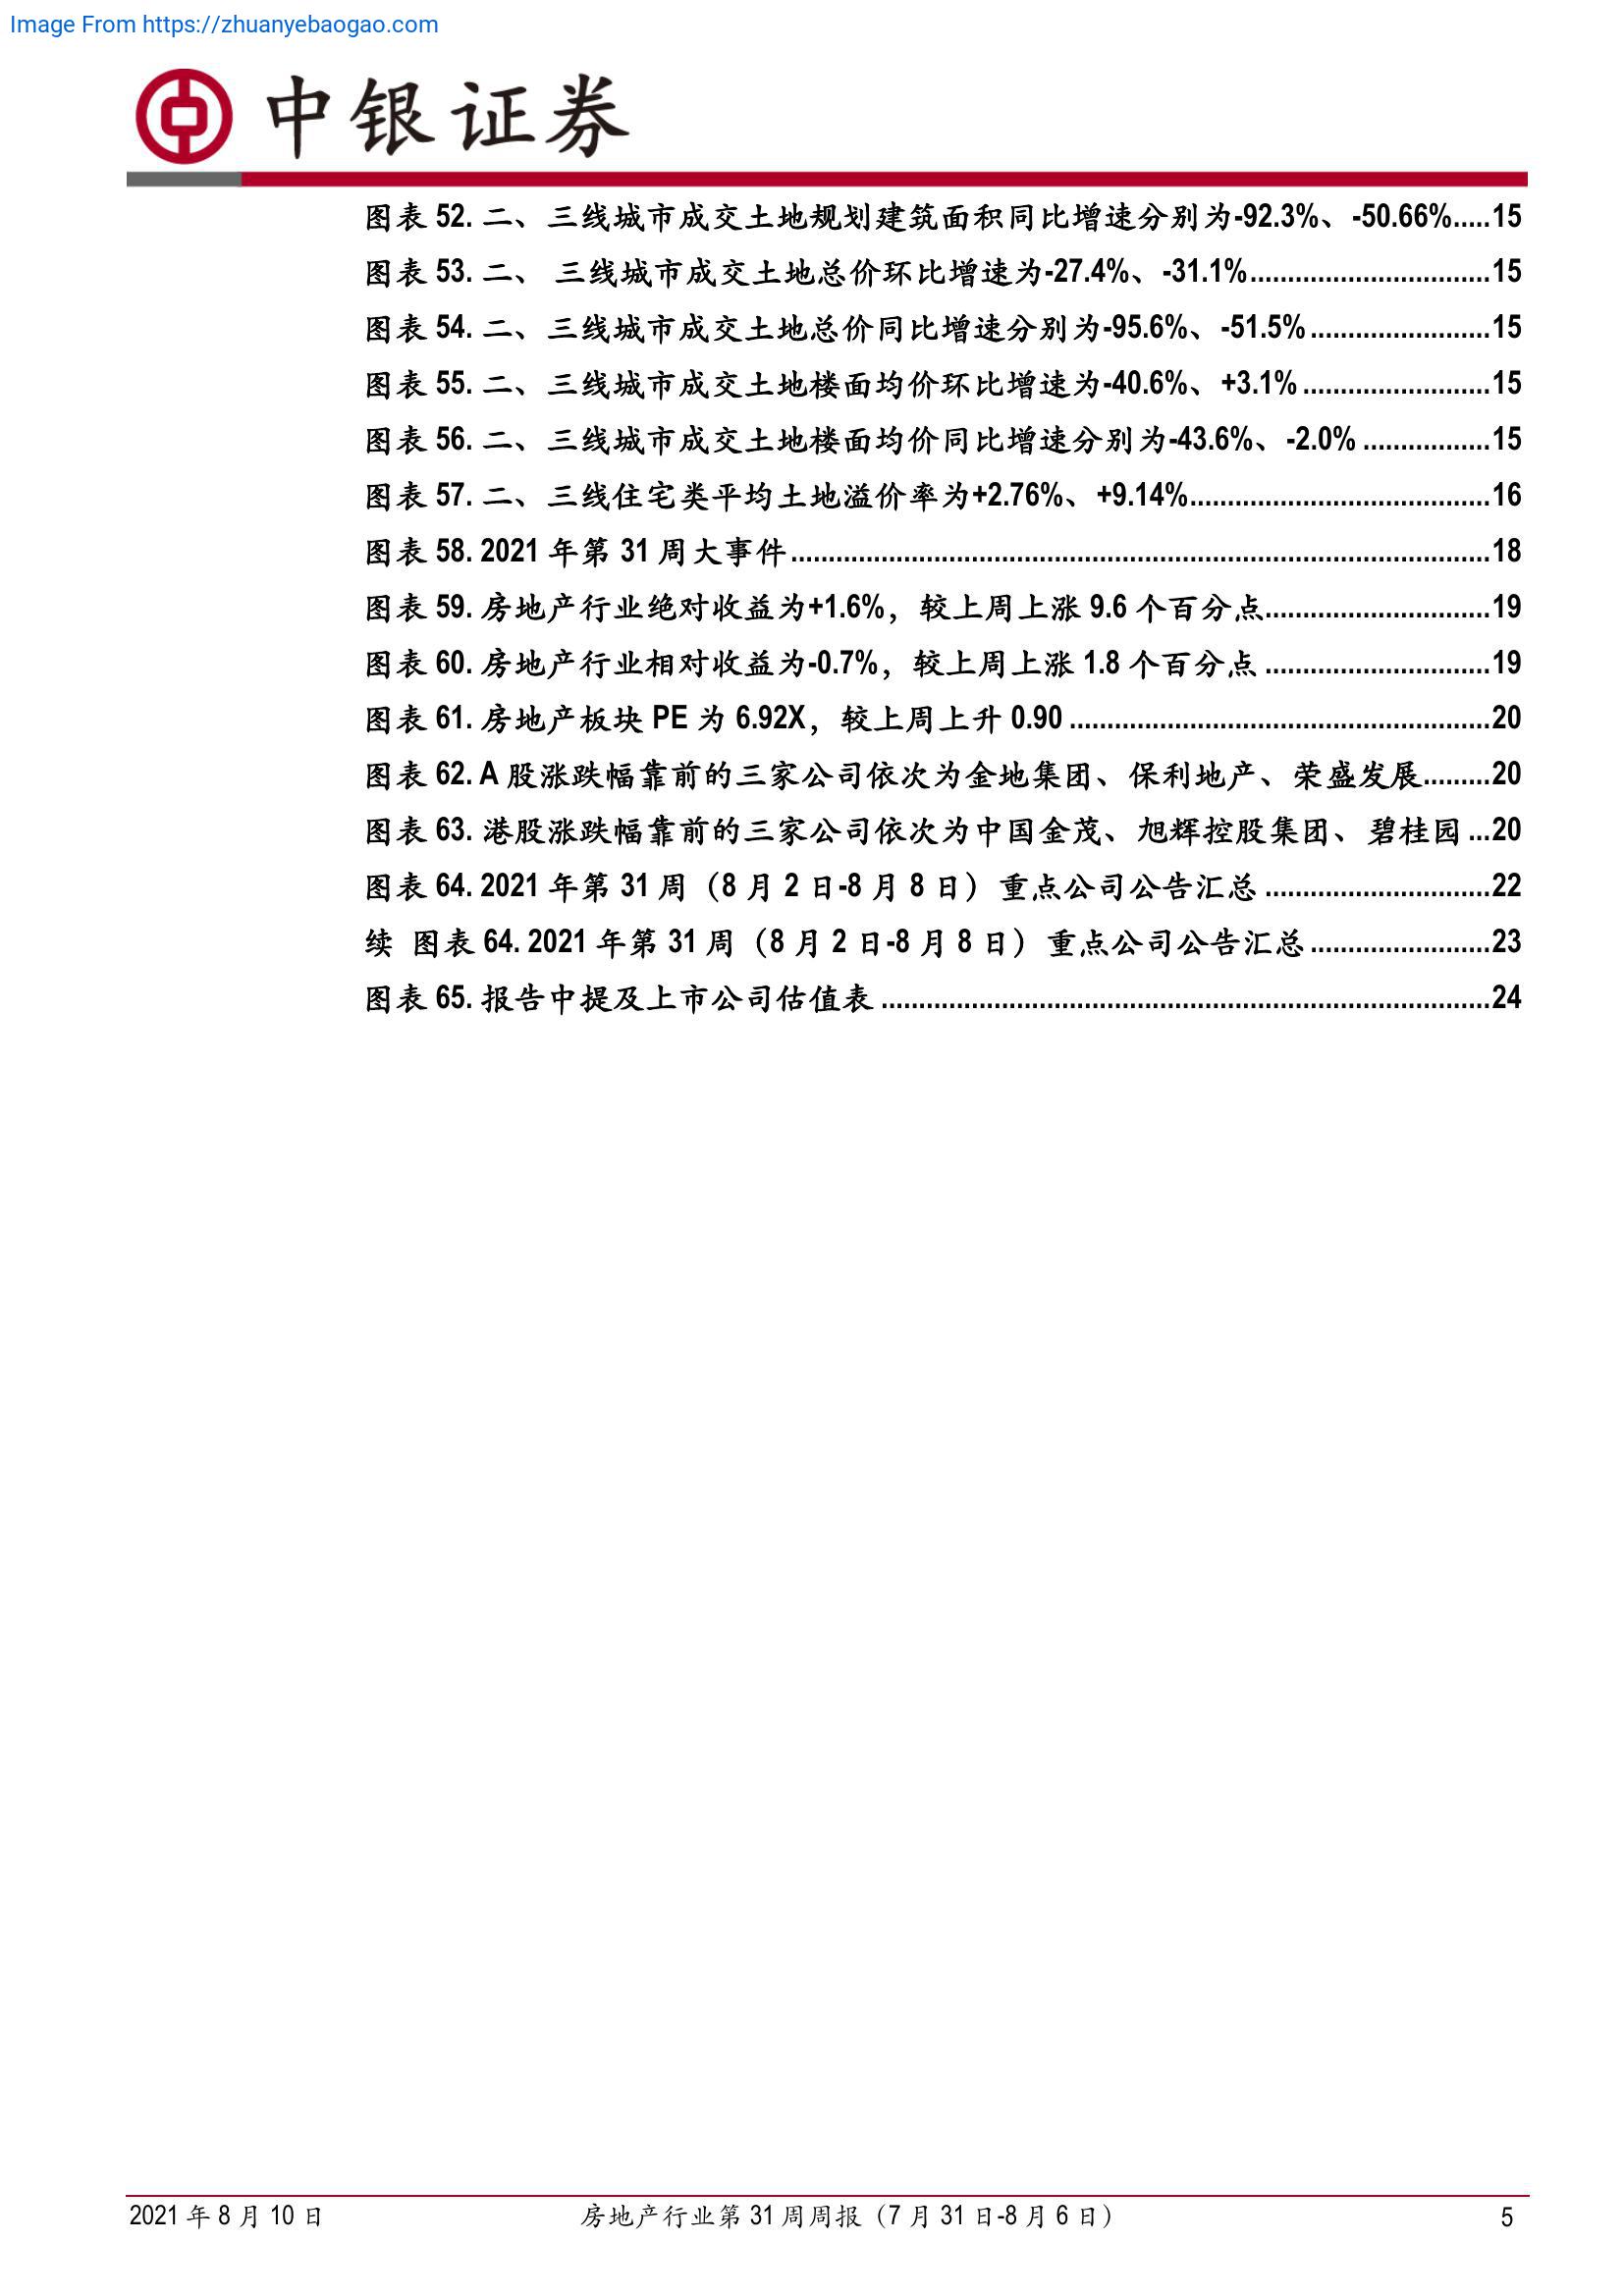 Image From https://zhuanyebaogao.com
中银证券
图表 52. 二、三线城市成交土地规划建筑面积同比增速分别为-92.3%、-50.66%.....15
图表 53. 二、 三线城市成交土地总价环比增速为-27.4%、-31.1%................................15
图表 54. 二、三线城市成交土地总价同比增速分别为-95.6%、-51.5% ........................15
图表 55. 二、三线城市成交土地楼面均价环比增速为-40.6%、+3.1% .........................15
图表 56. 二、三线城市成交土地楼面均价同比增速分别为-43.6%、-2.0% .................15
图表 57. 二、三线住宅类平均土地溢价率为+2.76%、+9.14%........................................16
图表 58. 2021 年第 31 周大事件.............................................................................................18
图表 59. 房地产行业绝对收益为+1.6%，较上周上涨 9.6 个百分点..............................19
图表 60. 房地产行业相对收益为-0.7%，较上周上涨 1.8 个百分点 ..............................19
图表 61. 房地产板块 PE 为 6.92X，较上周上升 0.90 ........................................................20
图表 62. A 股涨跌幅靠前的三家公司依次为金地集团、保利地产、荣盛发展.........20
图表 63. 港股涨跌幅靠前的三家公司依次为中国金茂、旭辉控股集团、碧桂园 ...20
图表 64. 2021 年第 31 周（8 月 2 日-8 月 8 日）重点公司公告汇总 ..............................22
续 图表 64. 2021 年第 31 周（8 月 2 日-8 月 8 日）重点公司公告汇总 ........................23
图表 65. 报告中提及上市公司估值表 .................................................................................24
2021 年 8 月 10 日 房地产行业第 31 周周报（7 月 31 日-8 月 6 日） 5